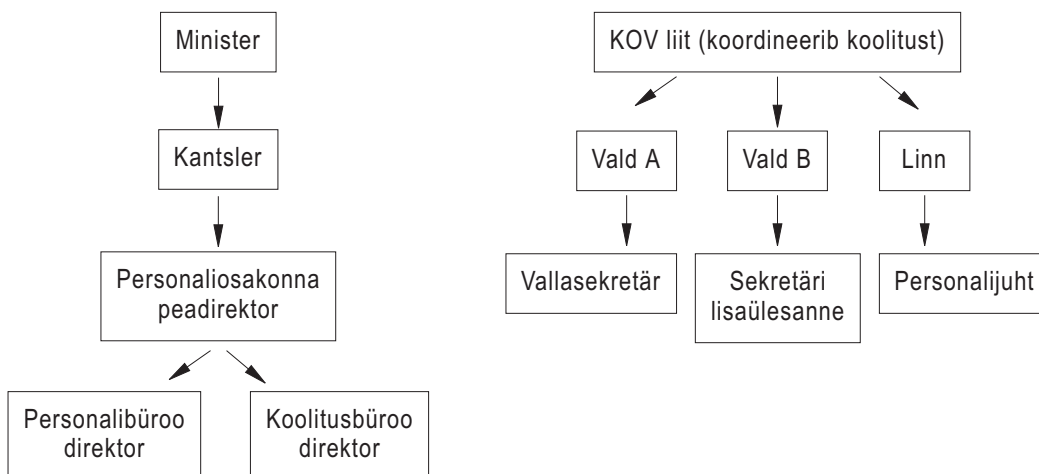 Minister
Kantsler
Personaliosakonna
peadirektor
Personalibüroo
direktor
Koolitusbüroo
direktor
KOV liit (koordineerib koolitust)
Vald A
Vald B
Linn
Vallasekretär
Sekretäri
lisaülesanne
Personalijuht